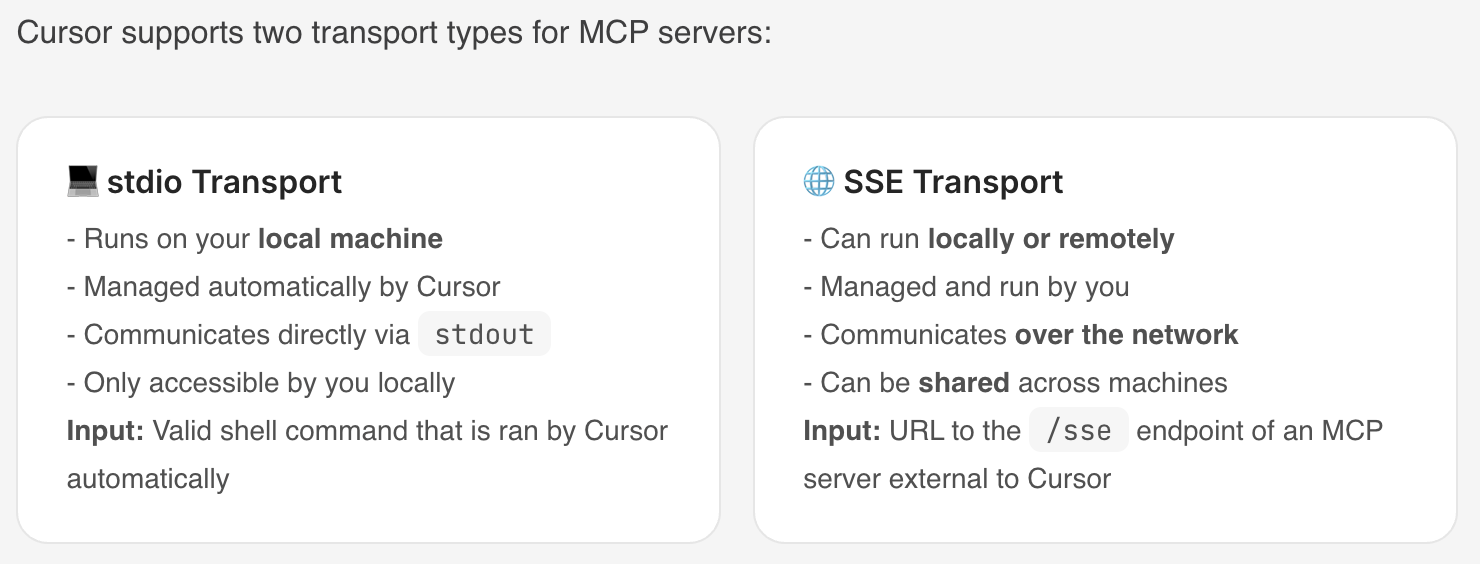 Cursor supports two transport types for MCP servers:
💻 stdio Transport
- Runs on your local machine
- Managed automatically by Cursor
- Communicates directly via stdout
- Only accessible by you locally
Input: Valid shell command that is ran by Cursor
automatically
🌐 SSE Transport
- Can run locally or remotely
- Managed and run by you
- Communicates over the network
- Can be shared across machines
Input: URL to the /sse endpoint of an MCP
server external to Cursor